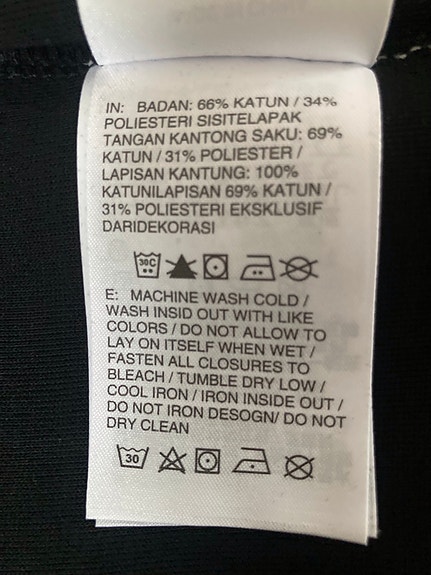 IN: BADAN: 66% KATUN / 34%
POLIESTERI SISITELAPAK
TANGAN KANTONG SAKU: 69%
KATUN / 31% POLIESTER /
LAPISAN KANTUNG: 100%
KATUNILAPISAN 69% KATUN /
31% POLIESTERI EKSKLUSIF
DARIDEKORASI
30C
E: MACHINE WASH COLD /
WASH INSID OUT WITH LIKE
COLORS / DO NOT ALLOW TO
LAY ON ITSELF WHEN WET /
FASTEN ALL CLOSURES TO
BLEACH / TUMBLE DRY LOW /
COOL IRON / IRON INSIDE OUT /
DO NOT IRON DESOGN/ DO NOT
DRY CLEAN
30